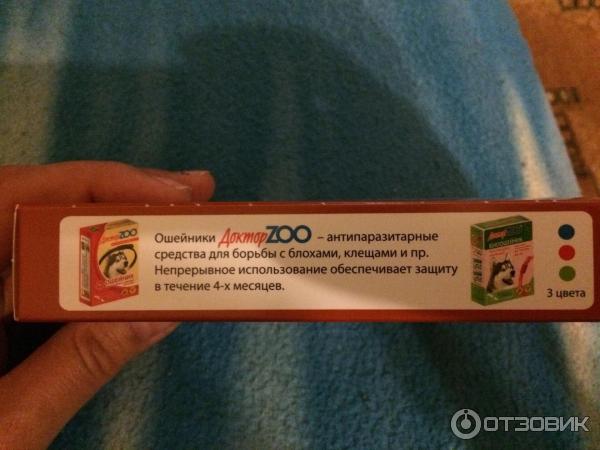 Ошейники ДокторZOO – антипаразитарные
средства для борьбы с блохами, клещами и пр.
Непрерывное использование обеспечивает защиту
в течение 4-х месяцев.
ДокторZOO
3 цвета
ОТЗОВИК